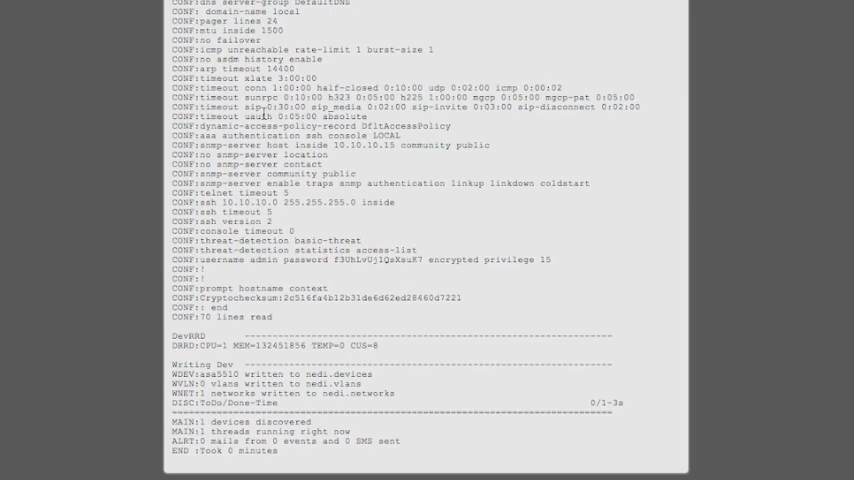 CONF:dns server-group DefaultDNS
CONF: domain-name local
CONF:pager lines 24
CONF:mtu inside 1500
CONF:no failover
CONF:icmp unreachable rate-limit 1 burst-size 1
CONF:no asdm history enable
CONF:arp timeout 14400
CONF:timeout xlate 3:00:00
CONF:timeout conn 1:00:00 half-closed 0:10:00 udp 0:02:00 icmp 0:00:02
CONF:timeout sunrpc 0:10:00 h323 0:05:00 h225 1:00:00 mgcp 0:05:00 mgcp-pat 0:05:00
CONF:timeout sip 0:30:00 sip_media 0:02:00 sip-invite 0:03:00 sip-disconnect 0:02:00
CONF:timeout uauth 0:05:00 absolute
CONF:dynamic-access-policy-record DfltAccessPolicy
CONF:aaa authentication ssh console LOCAL
CONF:snmp-server host inside 10.10.10.15 community public
CONF:no snmp-server location
CONF:no snmp-server contact
CONF:snmp-server community public
CONF:snmp-server enable traps snmp authentication linkup linkdown coldstart
CONF:telnet timeout 5
CONF:ssh 10.10.10.0 255.255.255.0 inside
CONF:ssh timeout 5
CONF:ssh version 2
CONF:console timeout 0
CONF:threat-detection basic-threat
CONF:threat-detection statistics access-list
CONF:username admin password f3UhLvUj1QsXsuK7 encrypted privilege 15
CONF:!
CONF:!
CONF:prompt hostname context
CONF:Cryptochecksum:2c516fa4b12b31de6d62ed28460d7221
CONF:: end
CONF:70 lines read
DevRRD ------------------------------------------------------------------
DRRD:CPU=1 MEM=132451856 TEMP=0 CUS=8
Writing Dev ------------------------------------------------------------------
WDEV:asa5510 written to nedi.devices
WVLN:0 vlans written to nedi.vlans
WNET:1 networks written to nedi.networks
DISC:ToDo/Done-Time 0/1-3s
================================================================================
MAIN:1 devices discovered
MAIN:1 threads running right now
ALRT:0 mails from 0 events and 0 SMS sent
END :Took 0 minutes